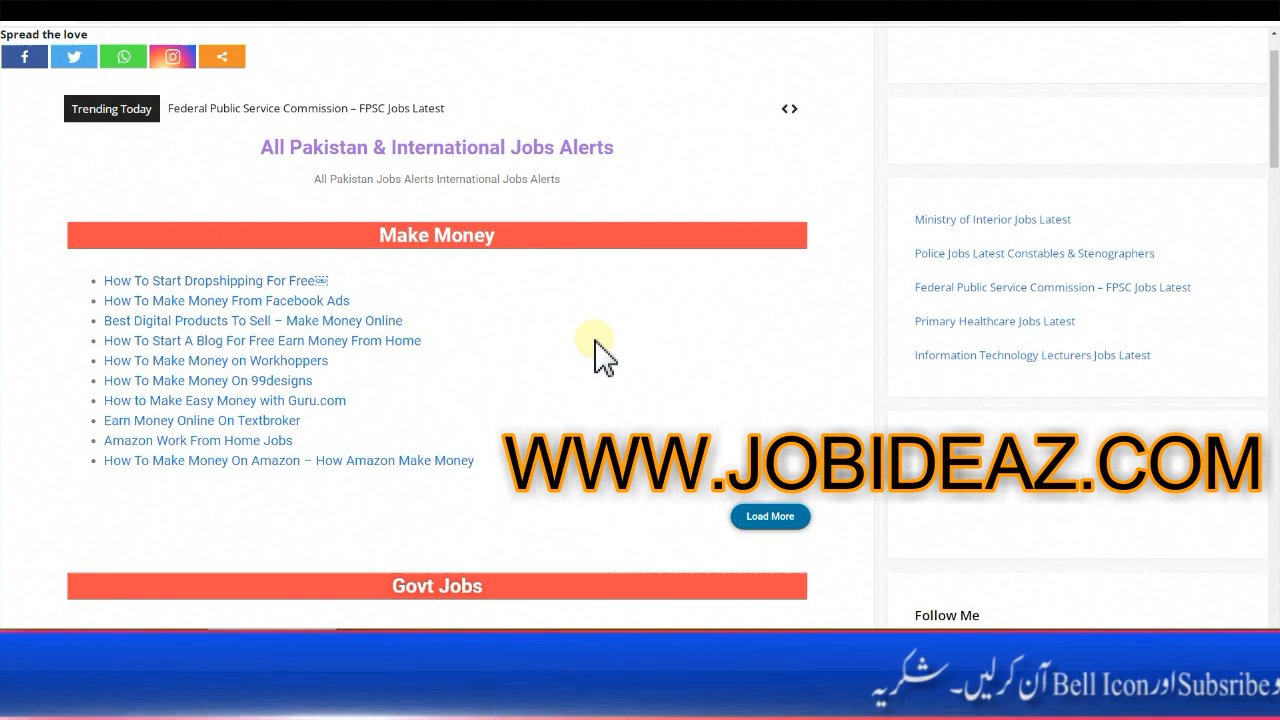 Spread the love
Trending Today
Federal Public Service Commission – FPSC Jobs Latest
All Pakistan & International Jobs Alerts
All Pakistan Jobs Alerts International Jobs Alerts
Make Money
How To Start Dropshipping For Free￼
How To Make Money From Facebook Ads
Best Digital Products To Sell – Make Money Online
How To Start A Blog For Free Earn Money From Home
How To Make Money on Workhoppers
How To Make Money On 99designs
How to Make Easy Money with Guru.com
Earn Money Online On Textbroker
Amazon Work From Home Jobs
How To Make Money On Amazon – How Amazon Make Money
Load More
Govt Jobs
Ministry of Interior Jobs Latest
Police Jobs Latest Constables & Stenographers
Federal Public Service Commission – FPSC Jobs Latest
Primary Healthcare Jobs Latest
Information Technology Lecturers Jobs Latest
WWW.JOBIDEAZ.COM
Follow Me
Subsribe اور Bell Icon آن کرلیں۔ شکریہ